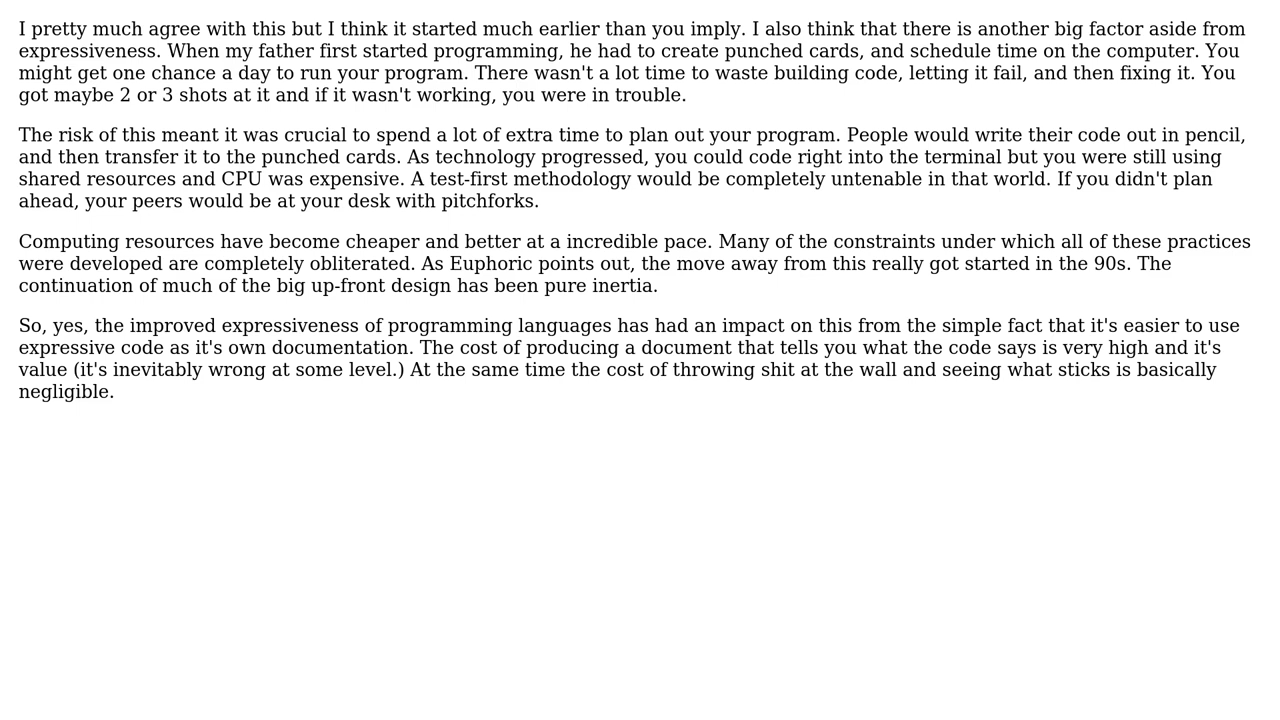 I pretty much agree with this but I think it started much earlier than you imply. I also think that there is another big factor aside from
expressiveness. When my father first started programming, he had to create punched cards, and schedule time on the computer. You
might get one chance a day to run your program. There wasn't a lot time to waste building code, letting it fail, and then fixing it. You
got maybe 2 or 3 shots at it and if it wasn't working, you were in trouble.
The risk of this meant it was crucial to spend a lot of extra time to plan out your program. People would write their code out in pencil,
and then transfer it to the punched cards. As technology progressed, you could code right into the terminal but you were still using
shared resources and CPU was expensive. A test-first methodology would be completely untenable in that world. If you didn't plan
ahead, your peers would be at your desk with pitchforks.
Computing resources have become cheaper and better at a incredible pace. Many of the constraints under which all of these practices
were developed are completely obliterated. As Euphoric points out, the move away from this really got started in the 90s. The
continuation of much of the big up-front design has been pure inertia.
So, yes, the improved expressiveness of programming languages has had an impact on this from the simple fact that it's easier to use
expressive code as it's own documentation. The cost of producing a document that tells you what the code says is very high and it's
value (it's inevitably wrong at some level.) At the same time the cost of throwing shit at the wall and seeing what sticks is basically
negligible.